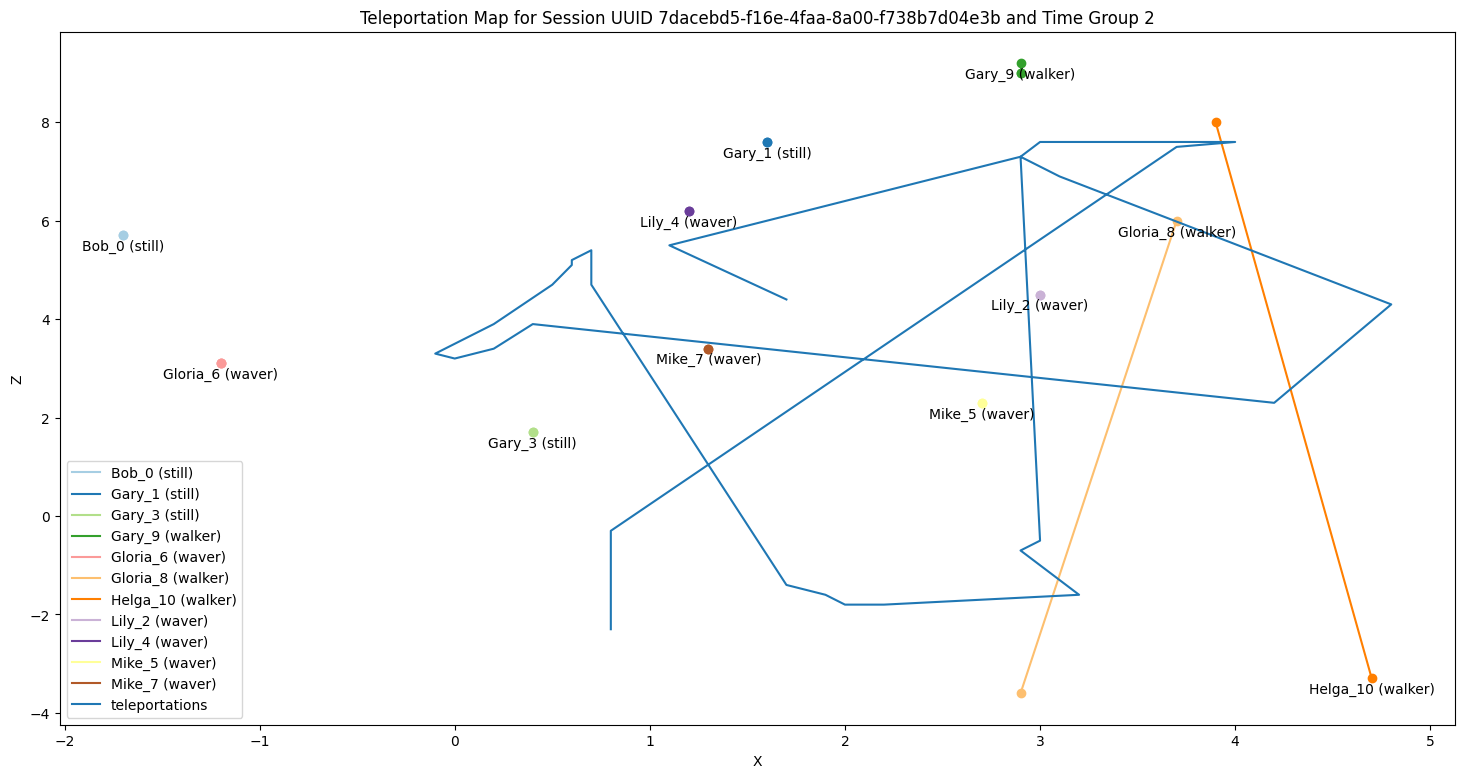 Teleportation Map for Session UUID 7dacebd5-f16e-4faa-8a00-f738b7d04e3b and Time Group 2
Gary_9 (walker)
8
Gary_1 (still)
6
Lily_4 (waver)
Gloria_8 (walker)
Bob_0 (still)
Lily_2 (waver)
4
Mike_7 (waver)
Gloria_6 (waver)
Z
2
Mike_5 (waver)
Gary_3 (still)
Bob_0 (still)
Gary_1 (still)
0
Gary_3 (still)
Gary_9 (walker)
Gloria_6 (waver)
Gloria_8 (walker)
Helga_10 (walker)
−2
Lily_2 (waver)
Lily_4 (waver)
Mike_5 (waver)
Mike_7 (waver)
Helga_10 (walker)
teleportations
−4
−2 −1 0 1 2 3 4 5
X